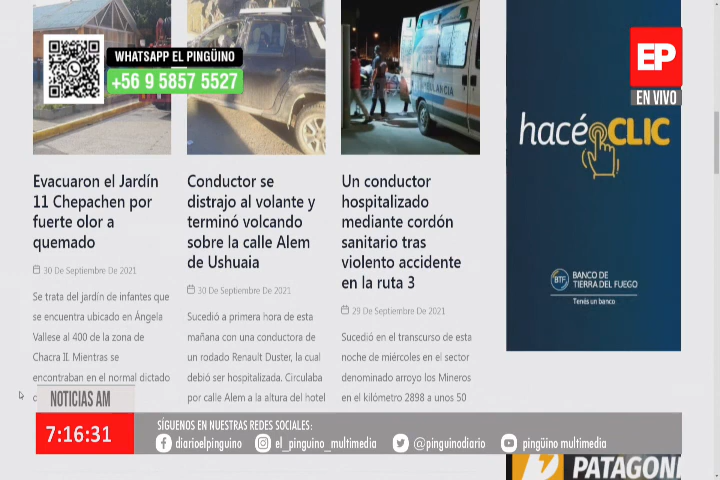 WHATSAPP EL PINGÜINO
+56 9 5857 5527
EP
EN VIVO
AMBULANCIA
hacé CLIC
Evacuaron el Jardín
11 Chepachen por
fuerte olor a
quemado
30 De Septiembre De 2021
Se trata del jardín de infantes que
se encuentra ubicado en Ángela
Vallese al 400 de la zona de
Chacra II. Mientras se
encontraban en el normal dictado
Conductor se
distrajo al volante y
terminó volcando
sobre la calle Alem
de Ushuaia
30 De Septiembre De 2021
Sucedió a primera hora de esta
mañana con una conductora de
un rodado Renault Duster, la cual
debió ser hospitalizada. Circulaba
por calle Alem a la altura del hotel
Un conductor
hospitalizado
mediante cordón
sanitario tras
violento accidente
en la ruta 3
29 De Septiembre De 2021
Sucedió en el transcurso de esta
noche de miércoles en el sector
denominado arroyo los Mineros
en el kilómetro 2898 a unos 50
BTF
BANCO DE
TIERRA DEL FUEGO
Tenés un banco
NOTICIAS AM
7:16:31
SÍGUENOS EN NUESTRAS REDES SOCIALES:
diarioelpinguino el_pinguino_multimedia @pinguinodiario pingüino multimedia
PATAGONI